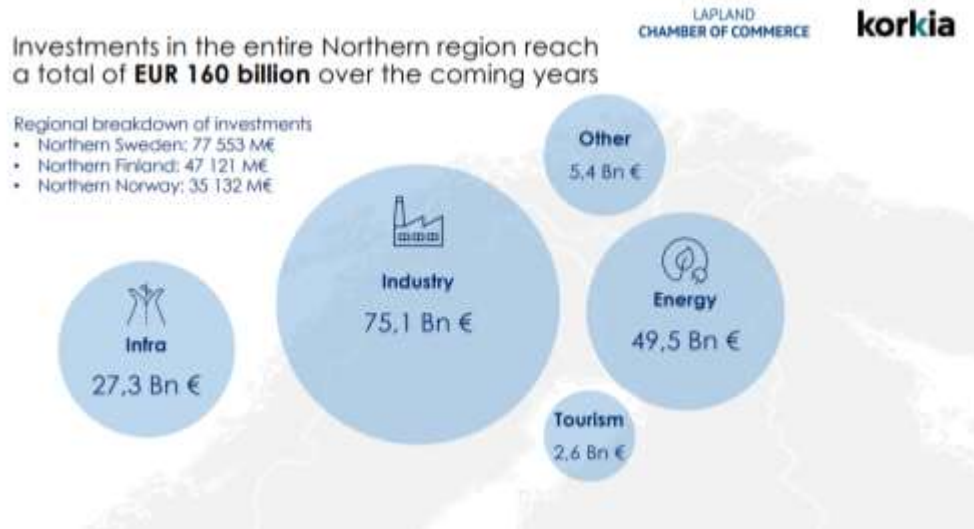 LAPLAND
CHAMBER OF COMMERCE
korkia
Investments in the entire Northern region reach
a total of EUR 160 billion over the coming years
Regional breakdown of investments
• Northern Sweden: 77 553 M€
• Northern Finland: 47 121 M€
• Northern Norway: 35 132 M€
Other
5,4 Bn €
Industry
75,1 Bn €
Energy
49,5 Bn €
Infra
27,3 Bn €
Tourism
2,6 Bn €